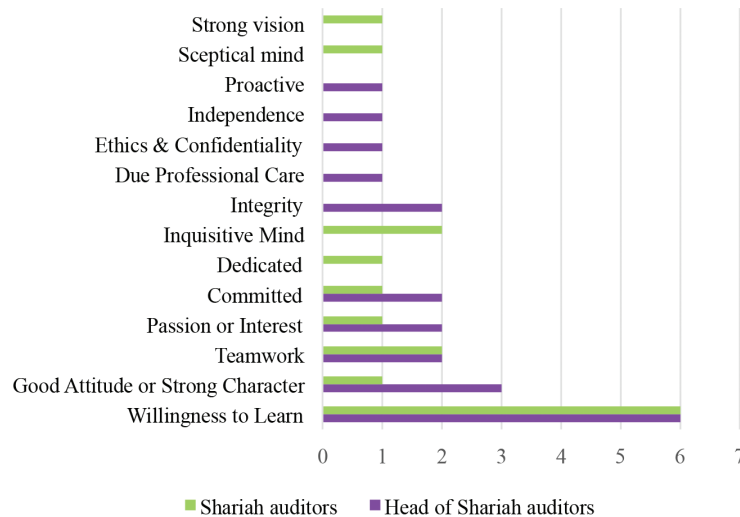 Strong vision
Sceptical mind
Proactive
Independence
Ethics & Confidentiality
Due Professional Care
Integrity
Inquisitive Mind
Dedicated
Committed
Passion or Interest
Teamwork
Good Attitude or Strong Character
Willingness to Learn
0 1 2 3 4 5 6 7
Shariah auditors Head of Shariah auditors